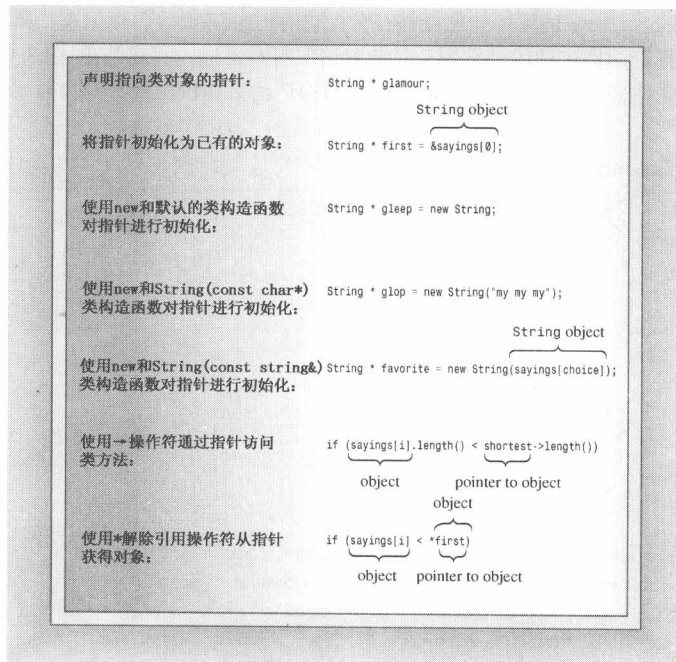 声明指向类对象的指针：
String * glamour;
String object
将指针初始化为已有的对象：
String * first = &sayings[0];
使用new和默认的类构造函数
对指针进行初始化：
String * gleep = new String;
使用new和String(const char*)
类构造函数对指针进行初始化：
String * glop = new String("my my my");
String object
使用new和String(const string&)
类构造函数对指针进行初始化：
String * favorite = new String(sayings[choice]);
使用→操作符通过指针访问
类方法：
if (sayings[i].length() < shortest->length())
object
pointer to object
object
使用*解除引用操作符从指针
获得对象：
if (sayings[i] < *first)
object
pointer to object